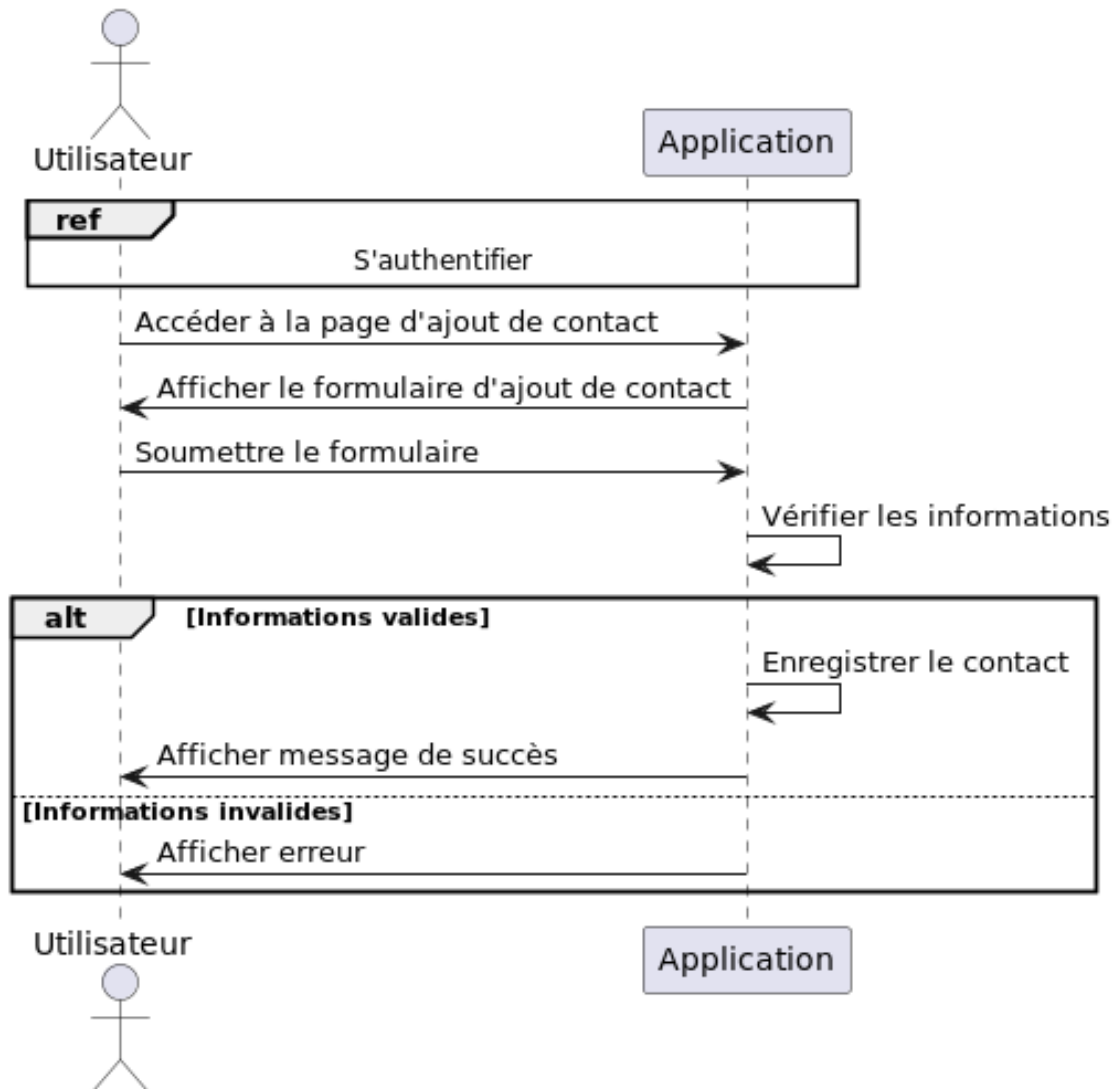 Utilisateur
Application
ref
S'authentifier
Accéder à la page d'ajout de contact
Afficher le formulaire d'ajout de contact
Soumettre le formulaire
Vérifier les informations
alt
[Informations valides]
Enregistrer le contact
Afficher message de succès
[Informations invalides]
Afficher erreur
Utilisateur
Application